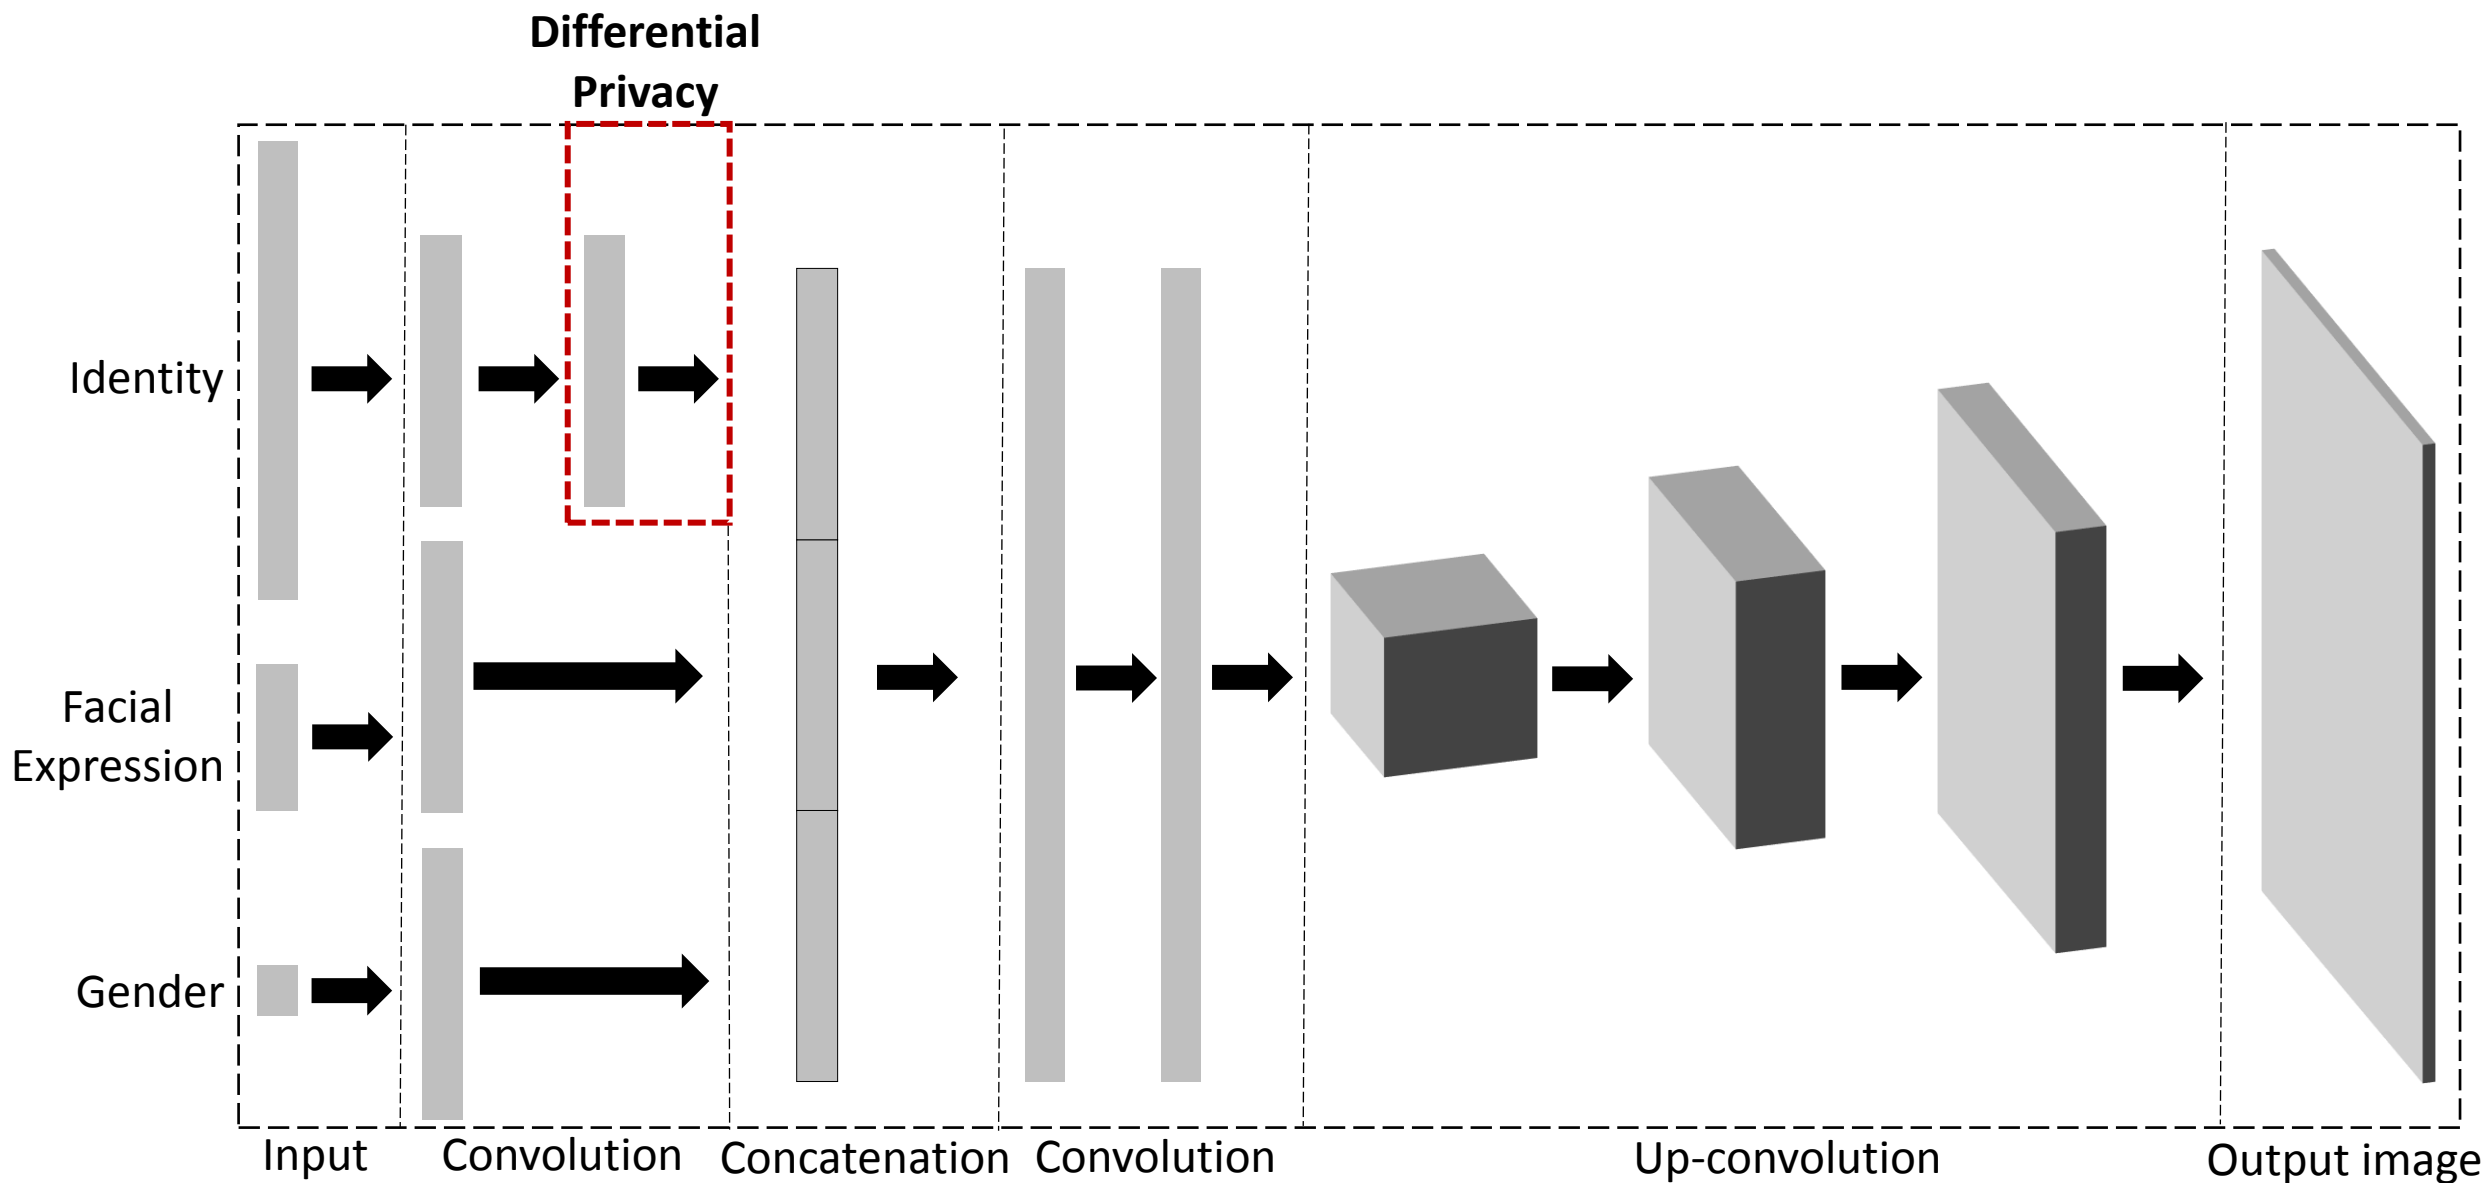 Differential
Privacy
Identity
Facial
Expression
Gender
Input
Convolution
Concatenation
Convolution
Up-convolution
Output image